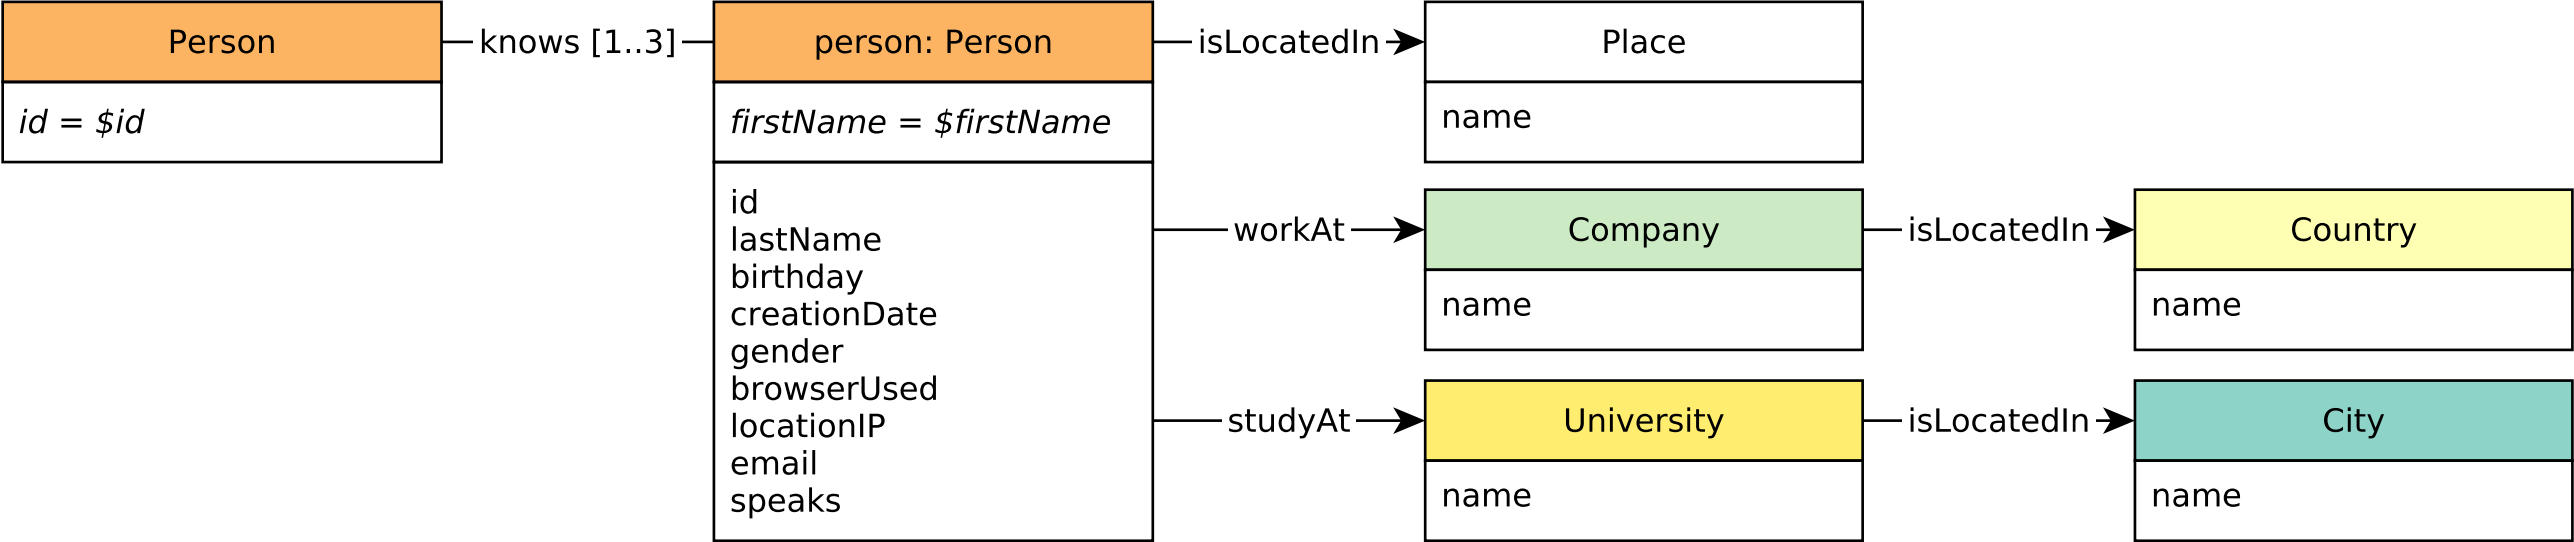 Person
id = $id
knows [1..3]
person: Person
firstName = $firstName
id
lastName
birthday
creationDate
gender
browserUsed
locationIP
email
speaks
isLocatedIn
Place
name
workAt
Company
name
isLocatedIn
Country
name
studyAt
University
name
isLocatedIn
City
name